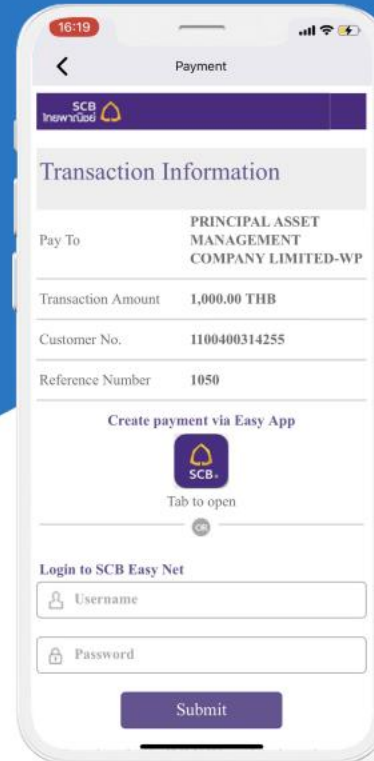 16:19
Payment
SCB
ไทยพาณิชย์
Transaction Information
Pay To
PRINCIPAL ASSET
MANAGEMENT
COMPANY LIMITED-WP
Transaction Amount 1,000.00 THB
Customer No. 1100400314255
Reference Number 1050
Create payment via Easy App
SCB
Tab to open
OR
Login to SCB Easy Net
Username
Password
Submit